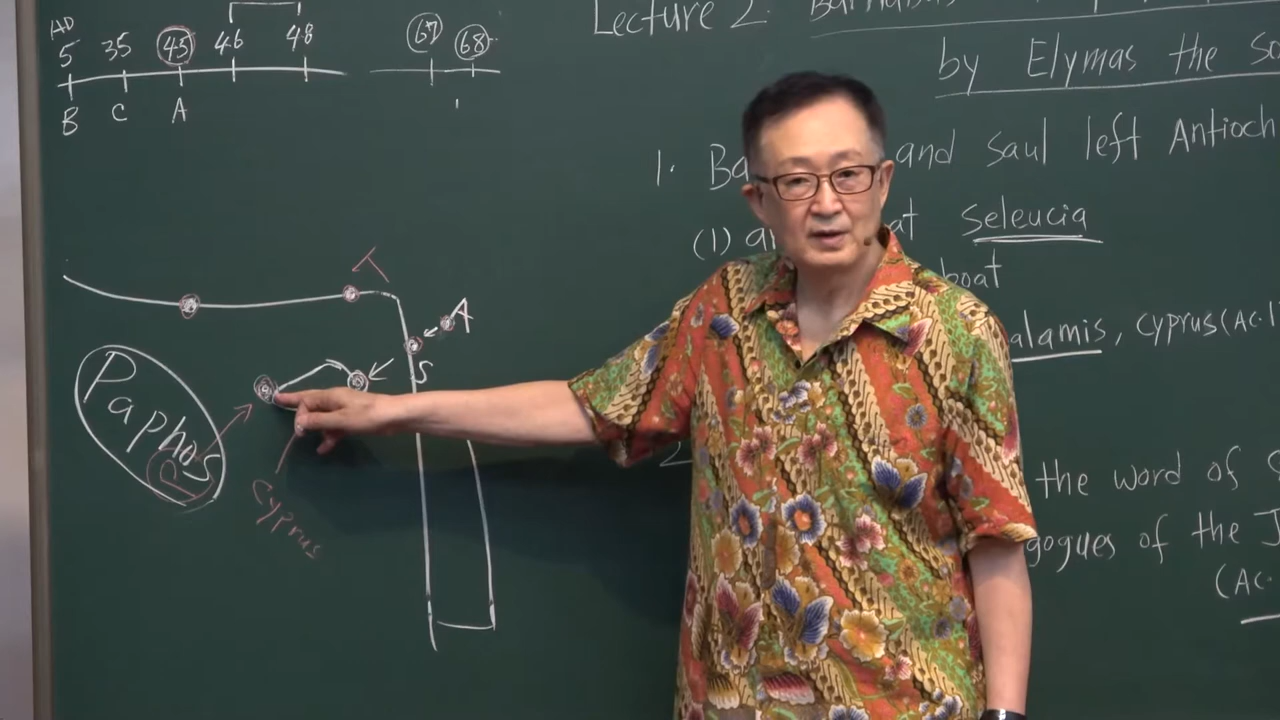 AD
5 35 45 46 48 67 68
B C A
Lecture 2.
by Elymas the
1. and Saul left Antioch
(1) at Seleucia
boat
alamis, Cyprus (Ac.
the word of
gogues of the J
(Ac.
T
A
S
Paphos
P
Cyprus